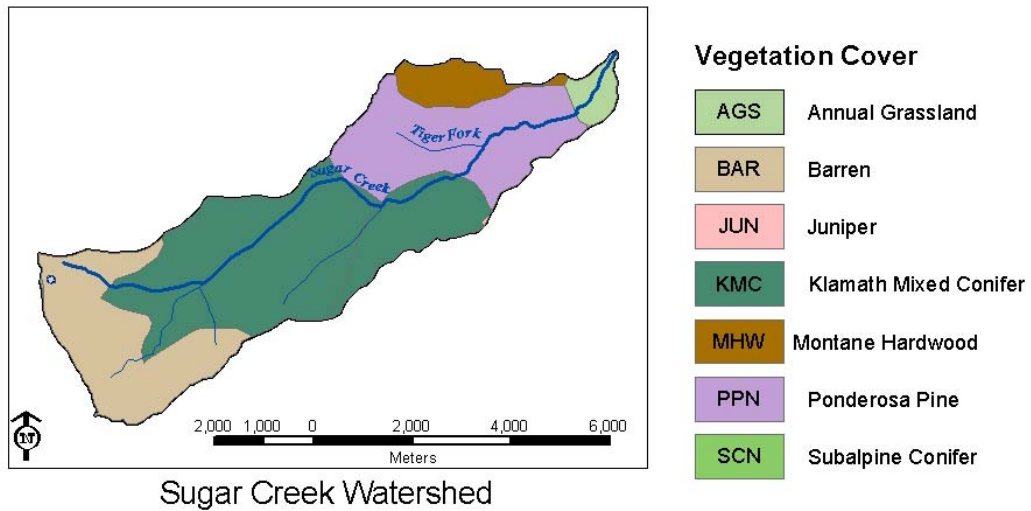 Tiger Fork
Sugar Creek
N
2,000 1,000 0 2,000 4,000 6,000
Meters
Sugar Creek Watershed
Vegetation Cover
AGS Annual Grassland
BAR Barren
JUN Juniper
KMC Klamath Mixed Conifer
MHW Montane Hardwood
PPN Ponderosa Pine
SCN Subalpine Conifer